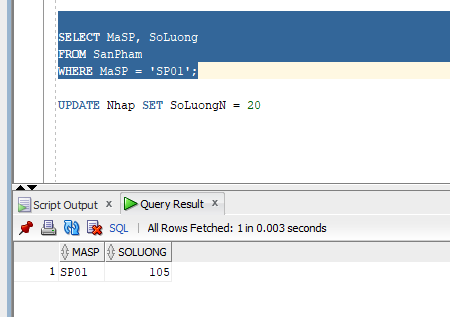 SELECT MaSP, SoLuong
FROM SanPham
WHERE MaSP = 'SP01';
UPDATE Nhap SET SoLuongN = 20
Script Output x Query Result x
SQL | All Rows Fetched: 1 in 0.003 seconds
MASP SOLUONG
1 SP01 105